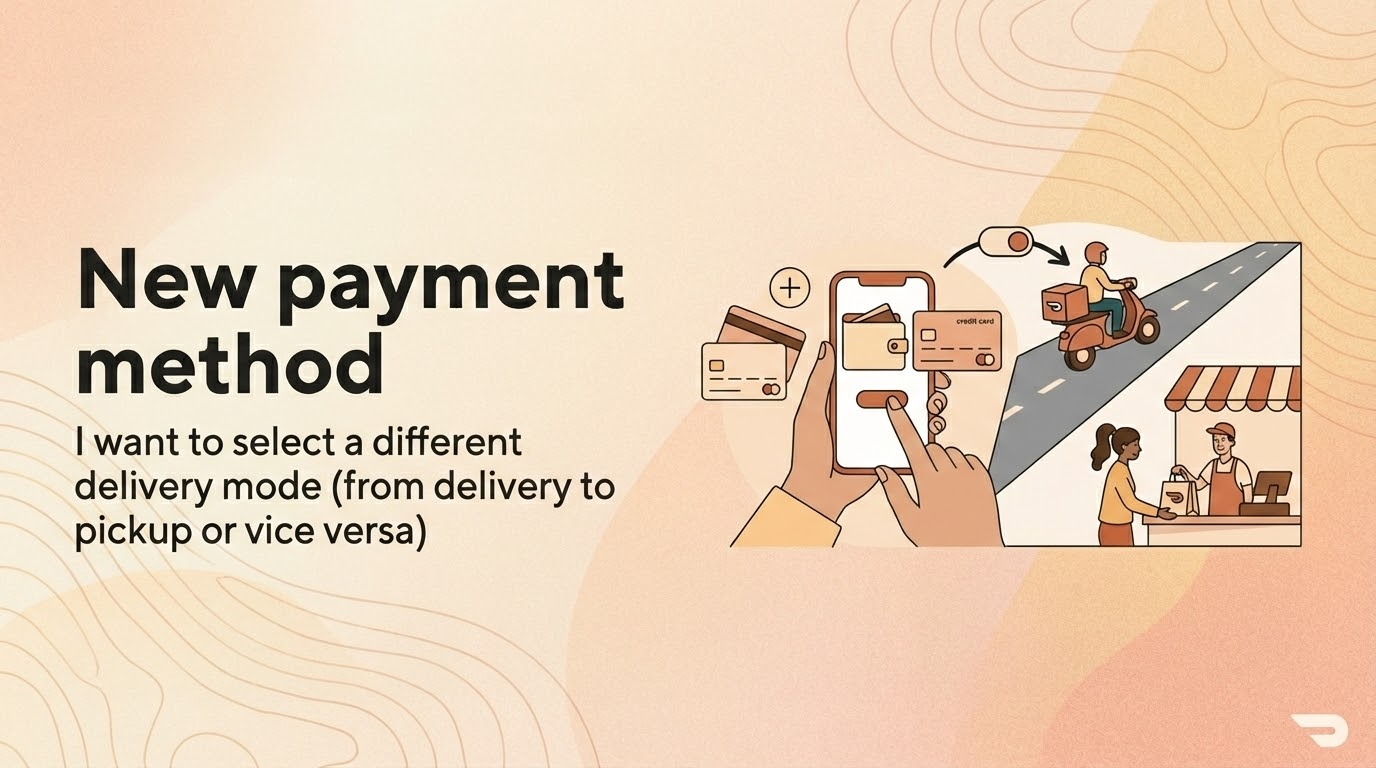 New payment
method
I want to select a different
delivery mode (from delivery to
pickup or vice versa)
credit card